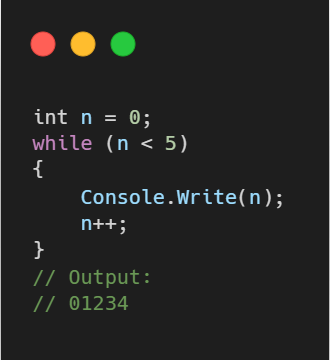 int n = 0;
while (n < 5)
{
    Console.Write(n);
    n++;
}
// Output:
// 01234